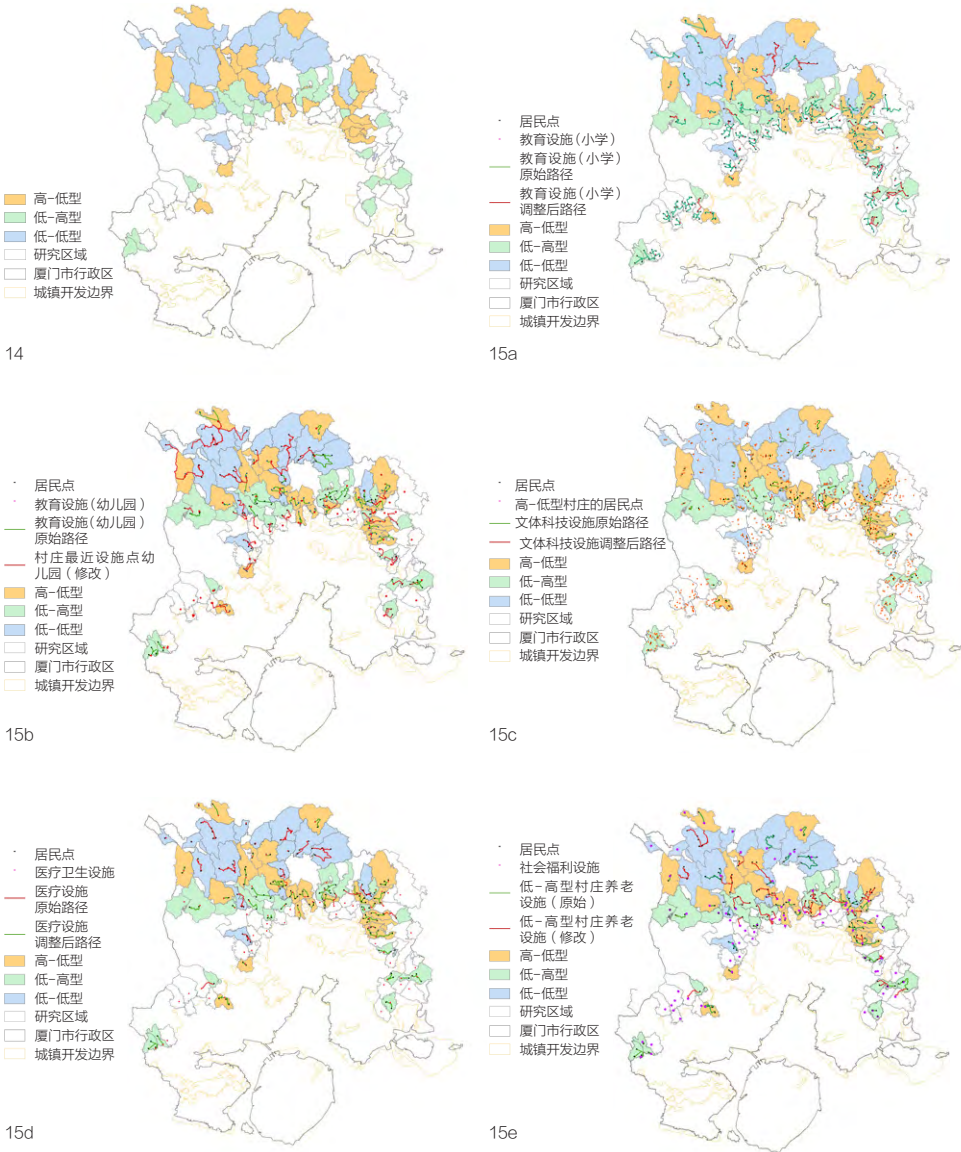 高-低型
低-高型
低-低型
研究区域
厦门市行政区
城镇开发边界
14
居民点
教育设施(小学)
教育设施(小学)
原始路径
教育设施(小学)
调整后路径
高-低型
低-高型
低-低型
研究区域
厦门市行政区
城镇开发边界
15a
居民点
教育设施(幼儿园)
教育设施(幼儿园)
原始路径
村庄最近设施点幼
儿园(修改)
高-低型
低-高型
低-低型
研究区域
厦门市行政区
城镇开发边界
15b
居民点
高-低型村庄的居民点
文体科技设施原始路径
文体科技设施调整后路径
高-低型
低-高型
低-低型
研究区域
厦门市行政区
城镇开发边界
15c
居民点
医疗卫生设施
医疗设施
原始路径
医疗设施
调整后路径
高-低型
低-高型
低-低型
研究区域
厦门市行政区
城镇开发边界
15d
居民点
社会福利设施
低-高型村庄养老
设施(原始)
低-高型村庄养老
设施(修改)
高-低型
低-高型
低-低型
研究区域
厦门市行政区
城镇开发边界
15e